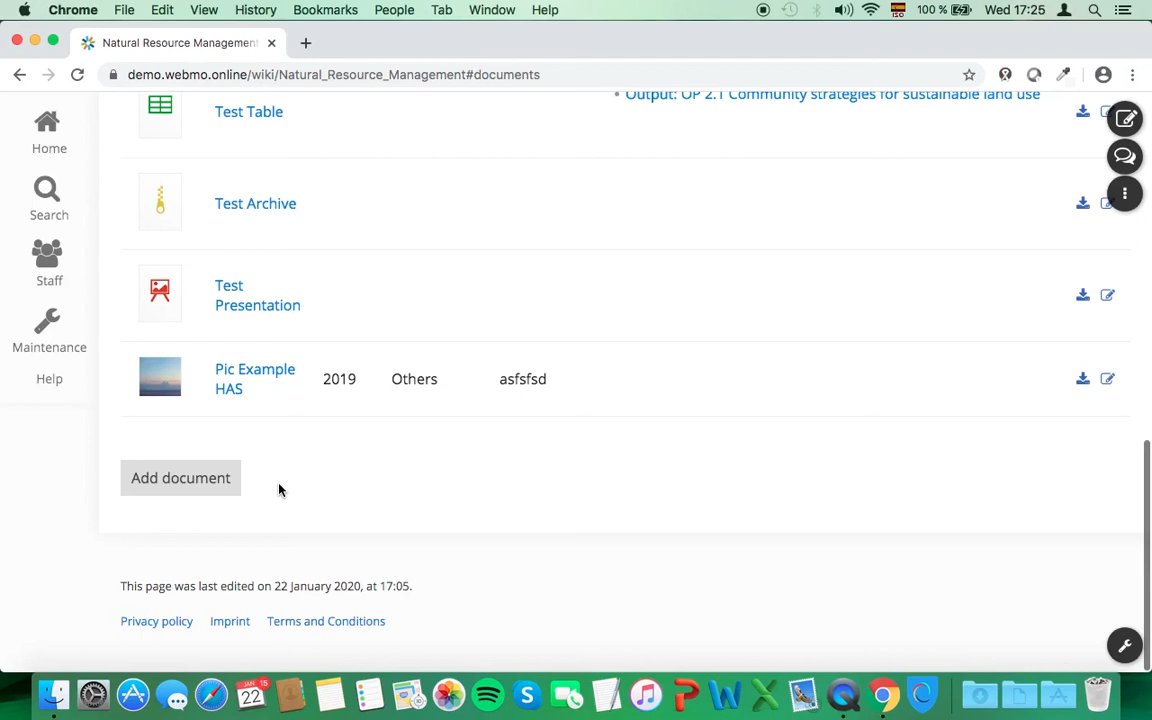 Chrome File Edit View History Bookmarks People Tab Window Help 100 % Wed 17:25
Natural Resource Management
demo.webmo.online/wiki/Natural_Resource_Management#documents
Output: OP 2.1 Community strategies for sustainable land use
Home
Search
Staff
Maintenance
Help
Test Table
Test Archive
Test
Presentation
Pic Example
HAS
2019 Others asfsfsd
Add document
This page was last edited on 22 January 2020, at 17:05.
Privacy policy Imprint Terms and Conditions
22